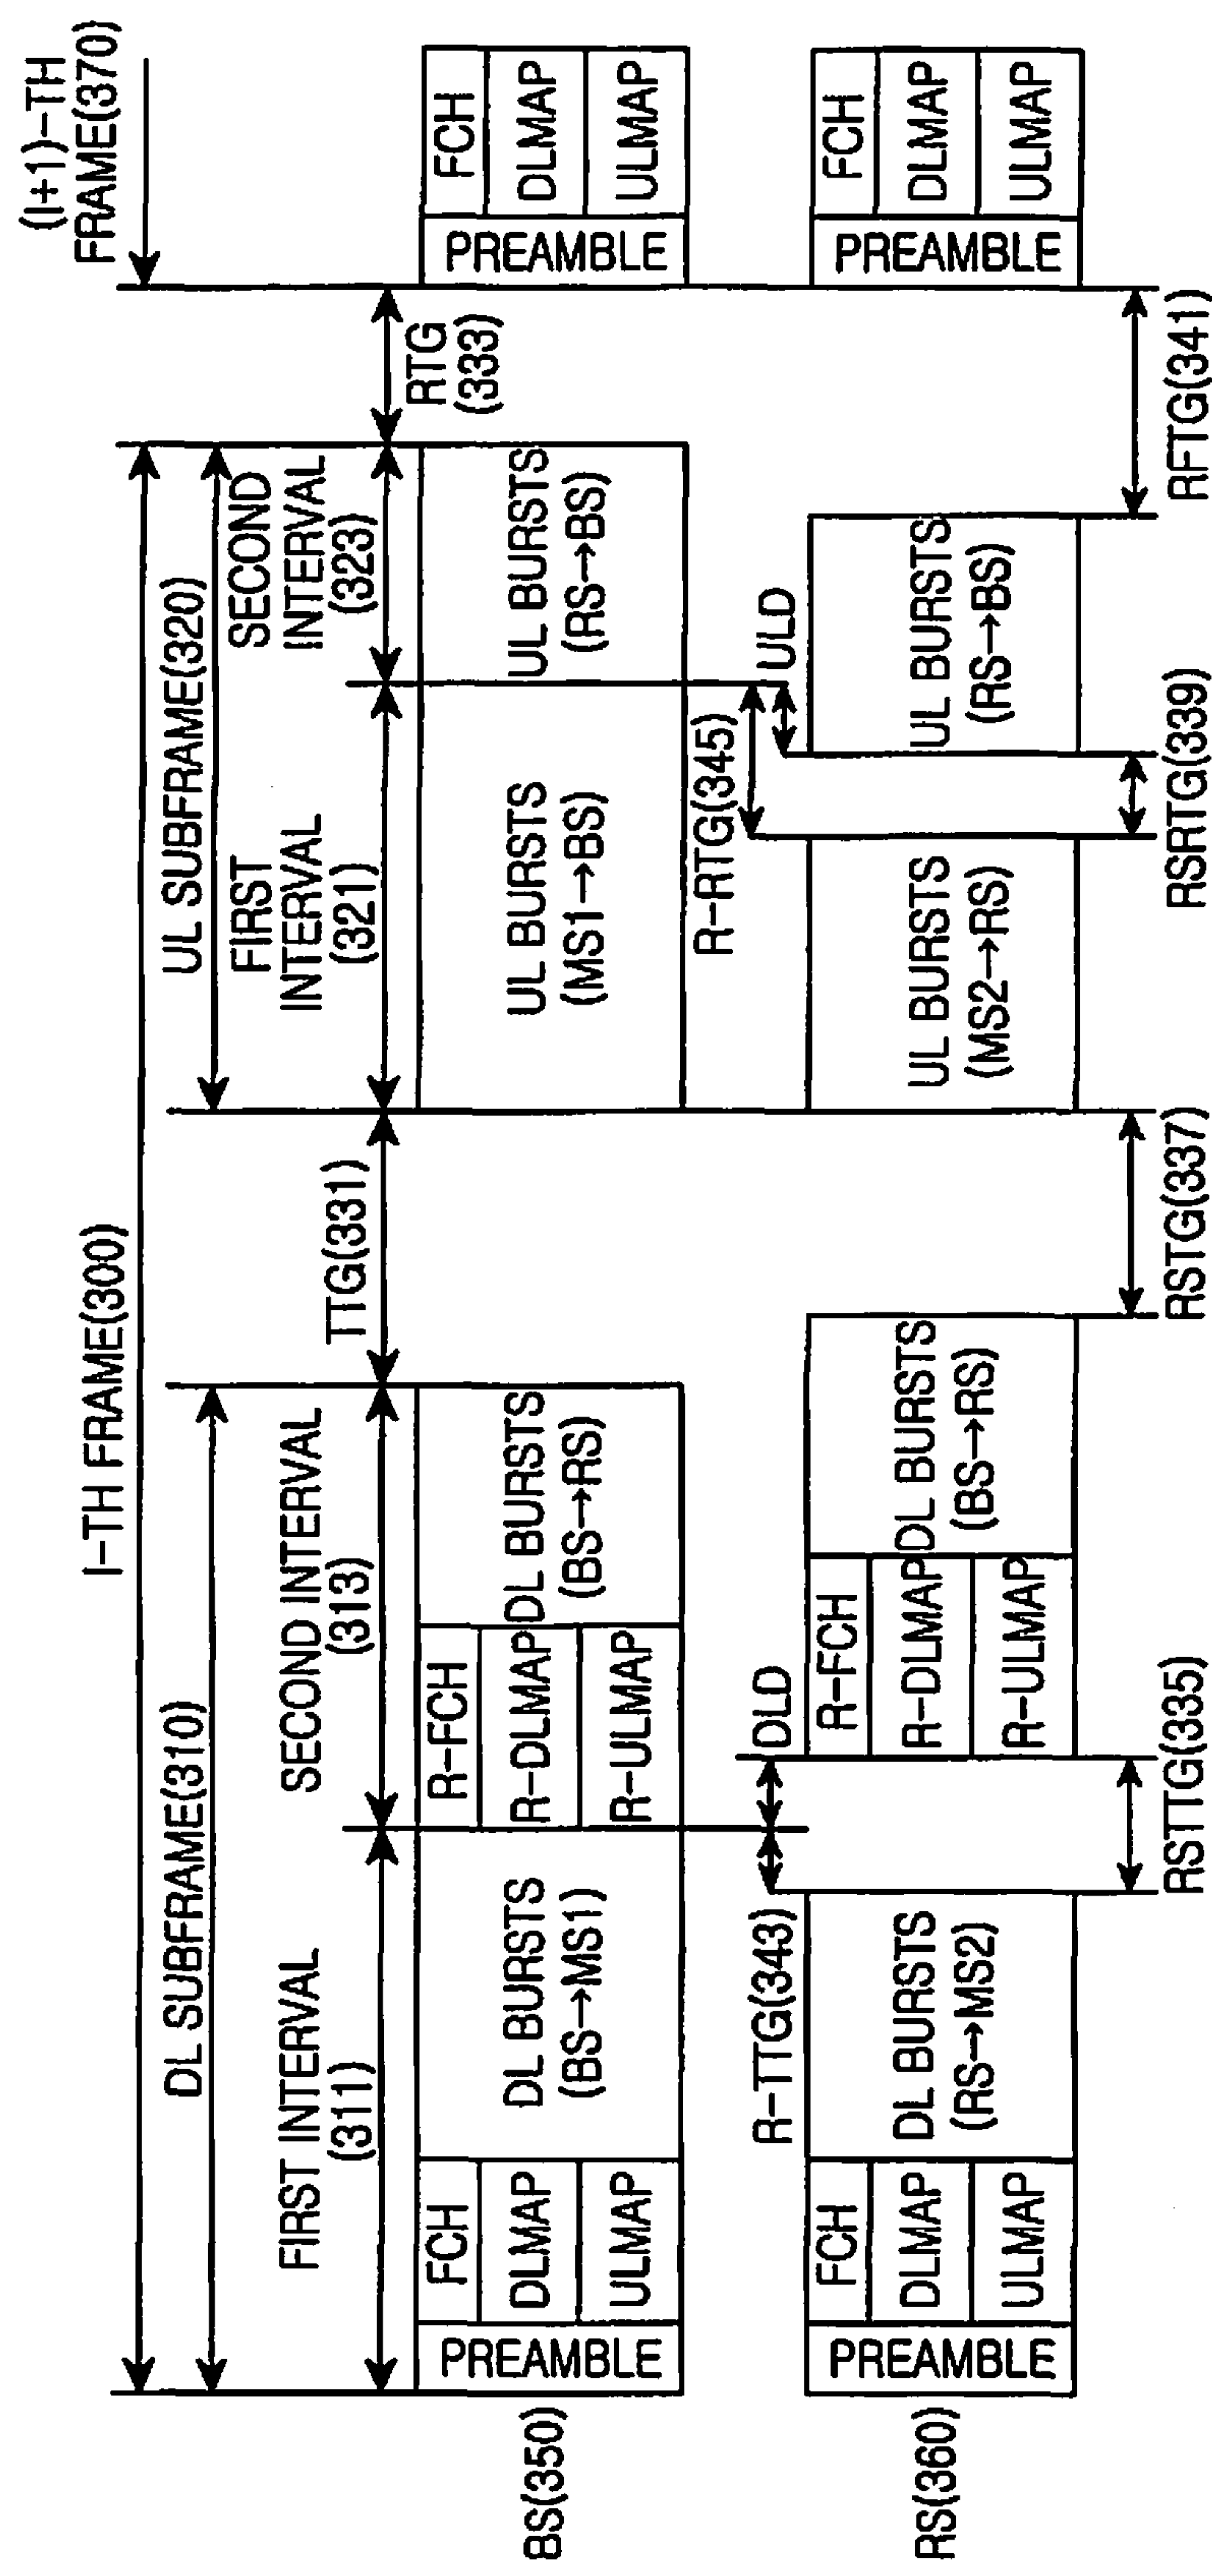 I-TH FRAME(300)
(I+1)-TH
FRAME(370)
DL SUBFRAME(310)
UL SUBFRAME(320)
FIRST INTERVAL
(311)
SECOND INTERVAL
(313)
TTG(331)
FIRST
INTERVAL
(321)
SECOND
INTERVAL
(323)
RTG
(333)
BS(350)
PREAMBLE
FCH
DLMAP
ULMAP
DL BURSTS
(BS→MS1)
R-FCH
R-DLMAP
R-ULMAP
DL BURSTS
(BS→RS)
UL BURSTS
(MS1→BS)
UL BURSTS
(RS→BS)
PREAMBLE
FCH
DLMAP
ULMAP
R-TTG(343)
DLD
R-RTG(345)
ULD
RS(360)
PREAMBLE
FCH
DLMAP
ULMAP
DL BURSTS
(RS→MS2)
R-FCH
R-DLMAP
R-ULMAP
DL BURSTS
(BS→RS)
UL BURSTS
(MS2→RS)
UL BURSTS
(RS→BS)
PREAMBLE
FCH
DLMAP
ULMAP
RSTTG(335)
RSTG(337)
RSRTG(339)
RFTG(341)